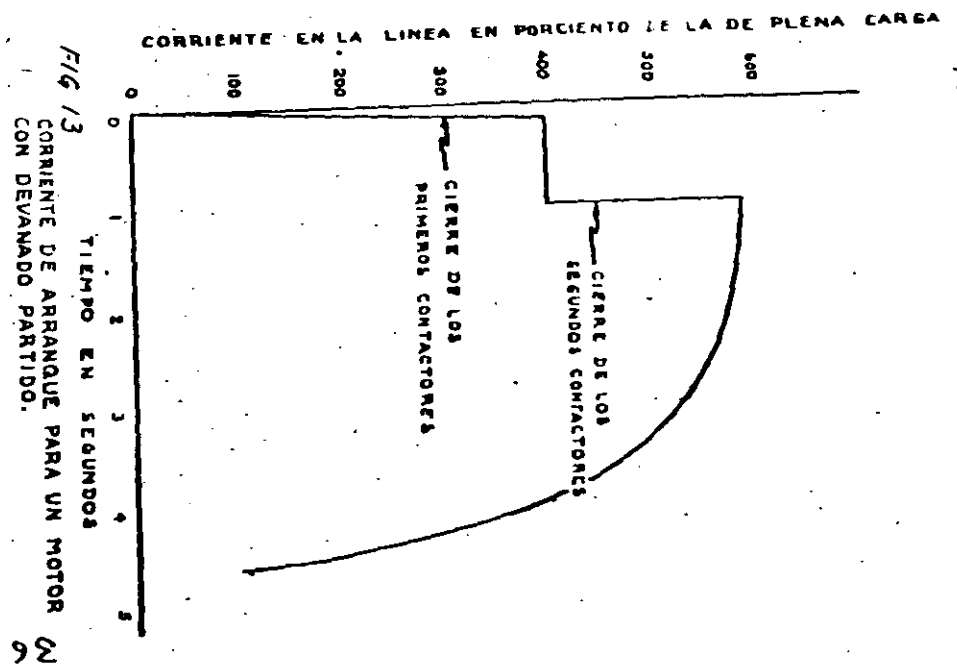 CORRIENTE EN LA LINEA EN PORCIENTO DE LA DE PLENA CARGA
600
500
400
300
200
100
0
CIERRE DE LOS
PRIMEROS CONTACTORES
CIERRE DE LOS
SEGUNDOS CONTACTORES
0 1 2 3 4 5
TIEMPO EN SEGUNDOS
FIG 13
CORRIENTE DE ARRANQUE PARA UN MOTOR
CON DEVANADO PARTIDO.